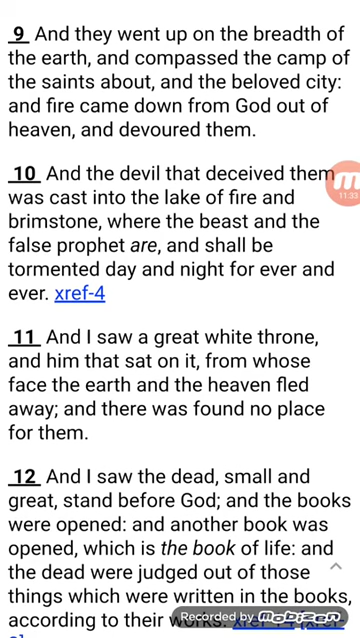 9 And they went up on the breadth of
the earth, and compassed the camp of
the saints about, and the beloved city:
and fire came down from God out of
heaven, and devoured them.
10 And the devil that deceived them
was cast into the lake of fire and
brimstone, where the beast and the
false prophet are, and shall be
tormented day and night for ever and
ever. xref-4
11:33
11 And I saw a great white throne,
and him that sat on it, from whose
face the earth and the heaven fled
away; and there was found no place
for them.
12 And I saw the dead, small and
great, stand before God; and the books
were opened: and another book was
opened, which is the book of life: and
the dead were judged out of those
things which were written in the books,
according to their works.
Recorded by Mobizen